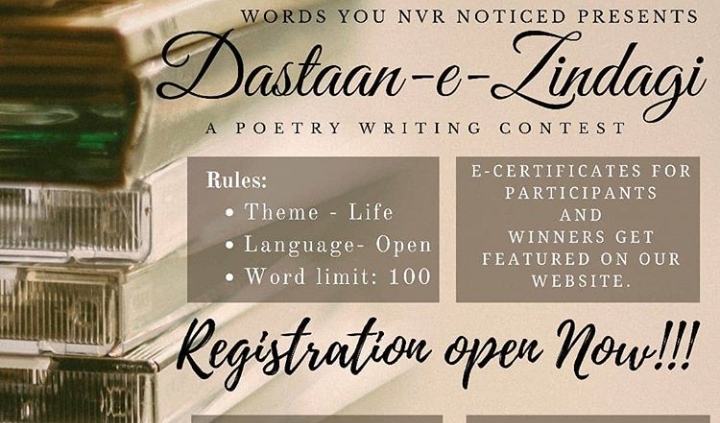 WORDS YOU NVR NOTICED PRESENTS
Dastaan-e-Zindagi
A POETRY WRITING CONTEST
Rules:
• Theme - Life
• Language- Open
• Word limit: 100
E-CERTIFICATES FOR
PARTICIPANTS
AND
WINNERS GET
FEATURED ON OUR
WEBSITE.
Registration open Now!!!